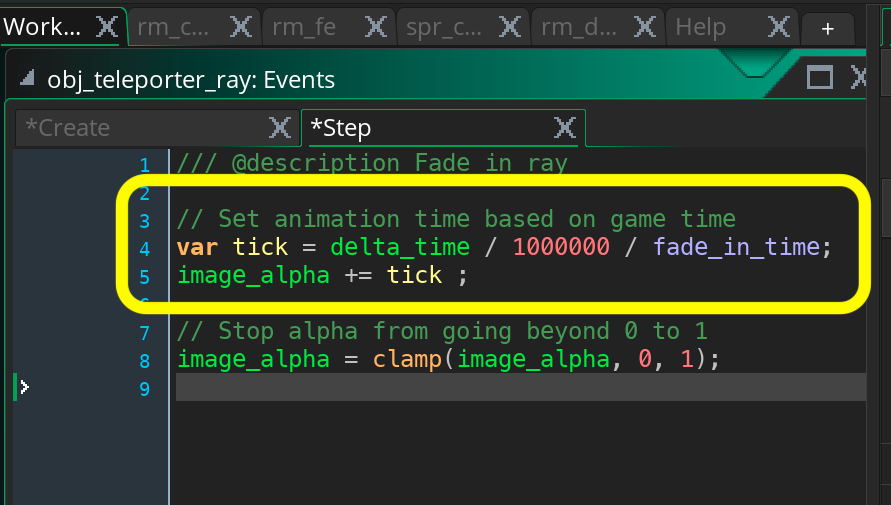 Work... rm_c... rm_fe spr_c... rm_d... Help +
obj_teleporter_ray: Events
*Create *Step
1 /// @description Fade in ray
2
3 // Set animation time based on game time
4 var tick = delta_time / 1000000 / fade_in_time;
5 image_alpha += tick ;
6
7 // Stop alpha from going beyond 0 to 1
8 image_alpha = clamp(image_alpha, 0, 1);
9